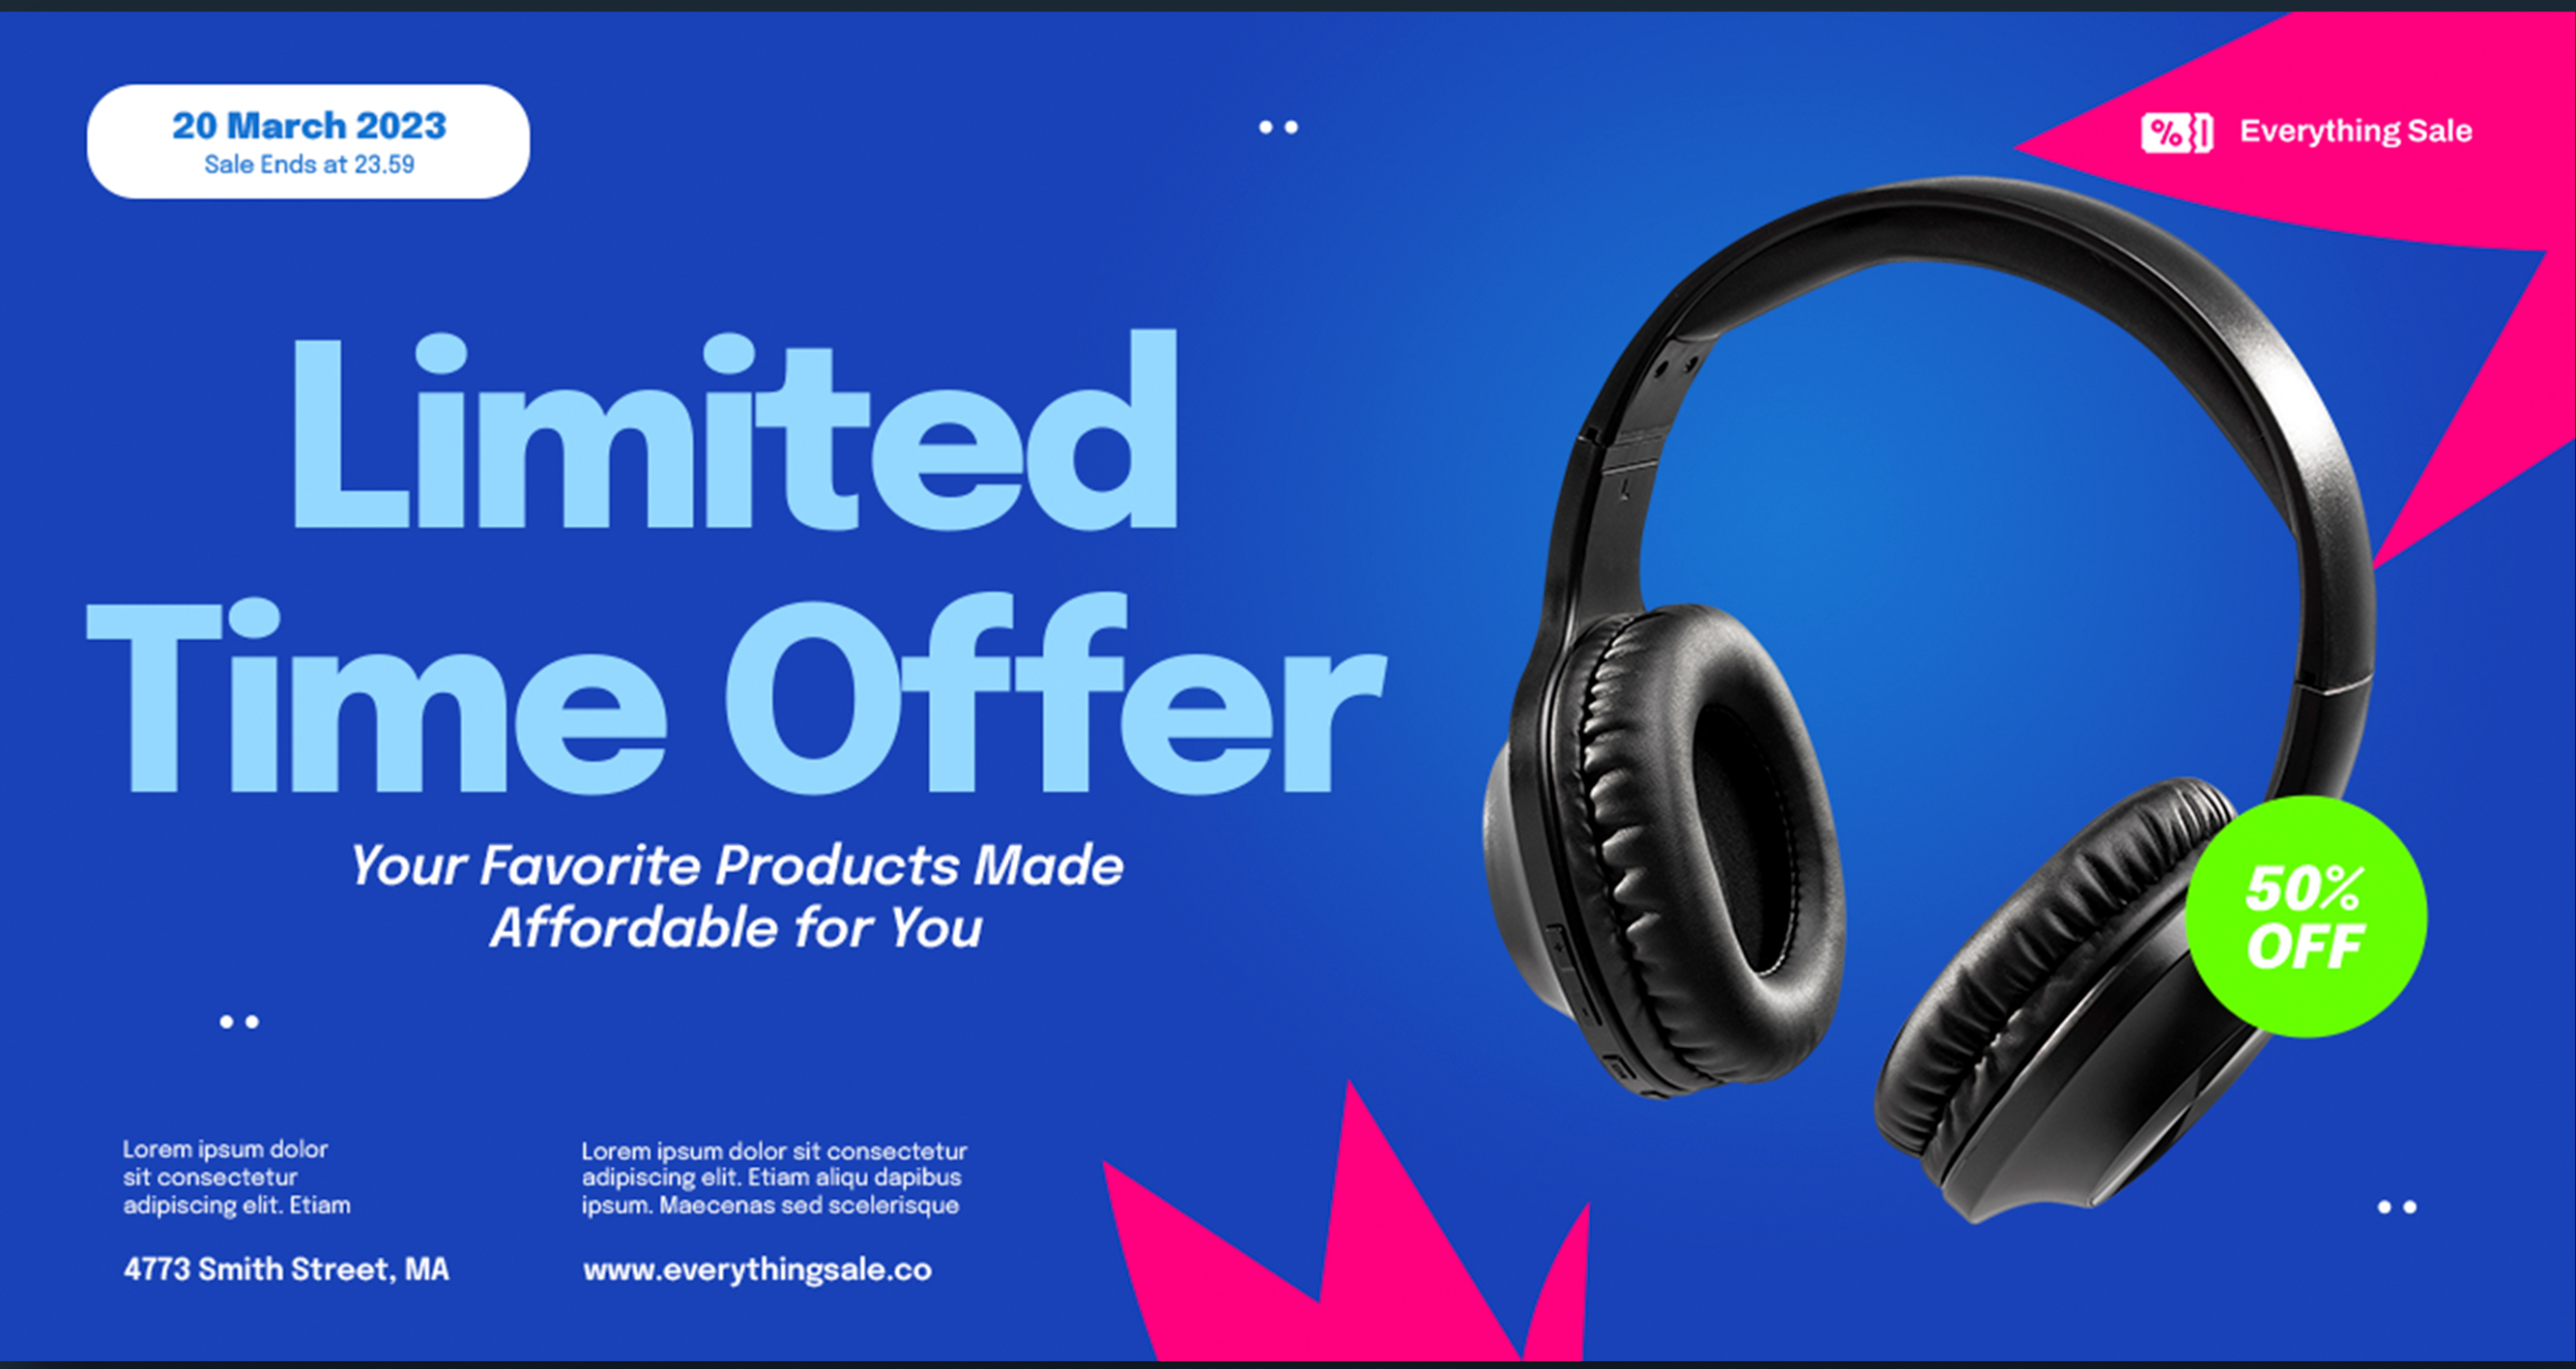 20 March 2023
Sale Ends at 23.59
Everything Sale
Limited
Time Offer
Your Favorite Products Made
Affordable for You
50%
OFF
Lorem ipsum dolor
sit consectetur
adipiscing elit. Etiam
4773 Smith Street, MA
Lorem ipsum dolor sit consectetur
adipiscing elit. Etiam aliqu dapibus
ipsum. Maecenas sed scelerisque
www.everythingsale.co